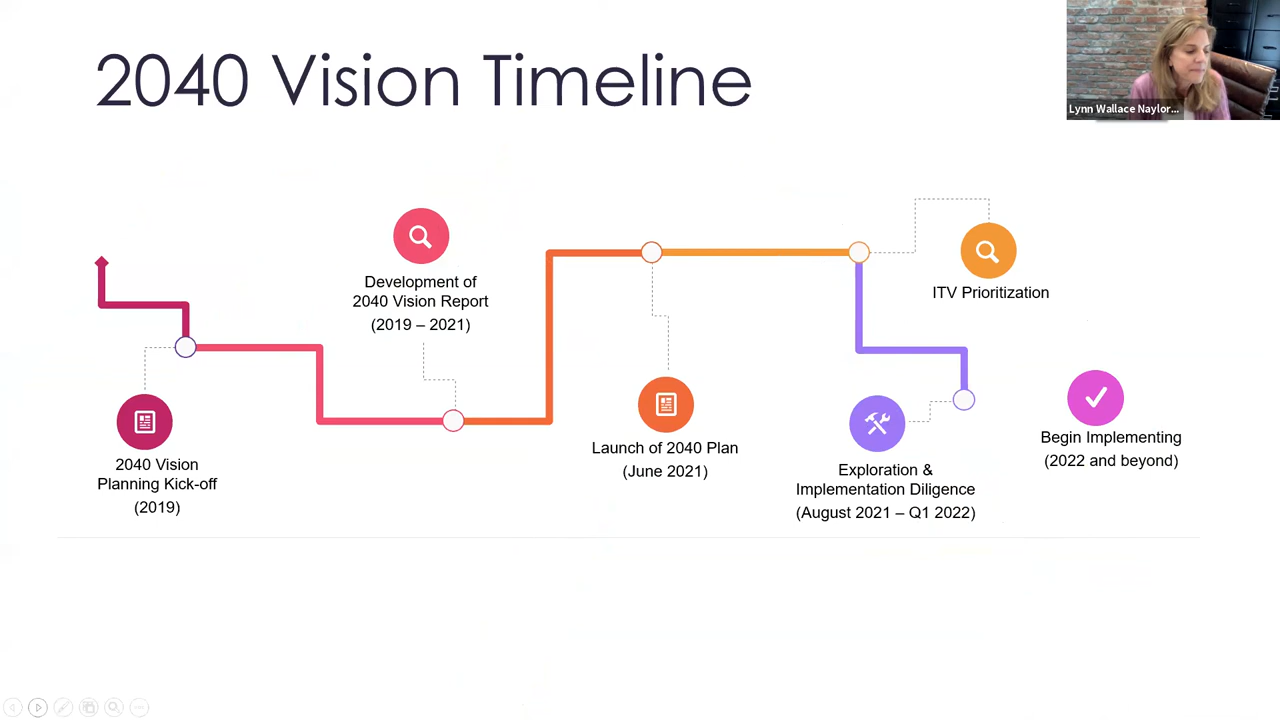 2040 Vision Timeline
Lynn Wallace Naylor...
Development of
2040 Vision Report
(2019 – 2021)
ITV Prioritization
2040 Vision
Planning Kick-off
(2019)
Launch of 2040 Plan
(June 2021)
Exploration &
Implementation Diligence
(August 2021 – Q1 2022)
Begin Implementing
(2022 and beyond)